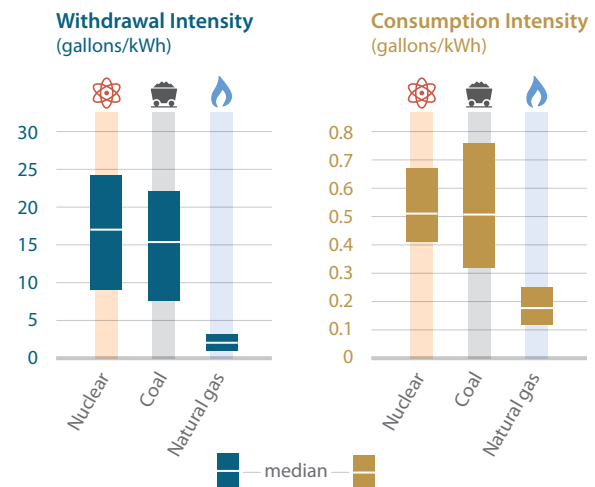 Withdrawal Intensity
(gallons/kWh)
30
25
20
15
10
5
0
Nuclear
Coal
Natural gas
Consumption Intensity
(gallons/kWh)
0.8
0.7
0.6
0.5
0.4
0.3
0.2
0.1
0
Nuclear
Coal
Natural gas
median